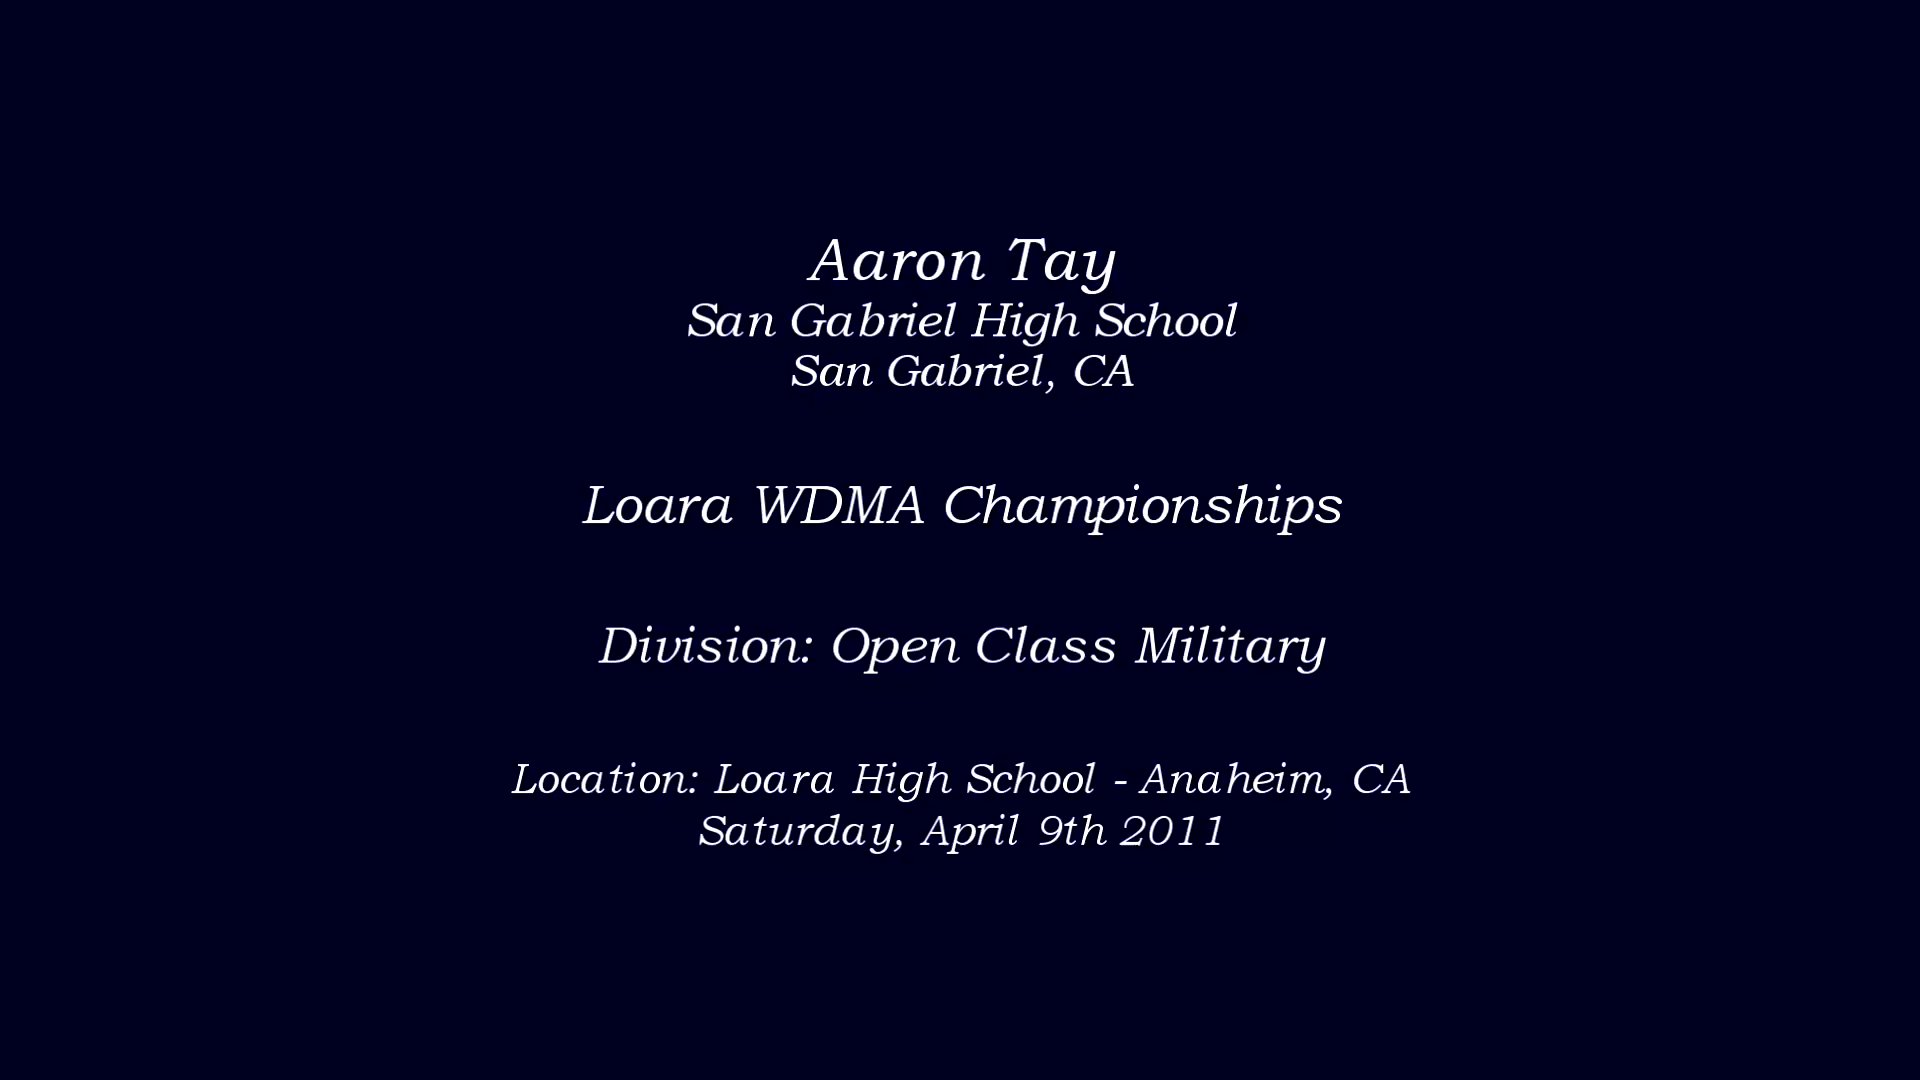 Aaron Tay
San Gabriel High School
San Gabriel, CA
Loara WDMA Championships
Division: Open Class Military
Location: Loara High School - Anaheim, CA
Saturday, April 9th 2011